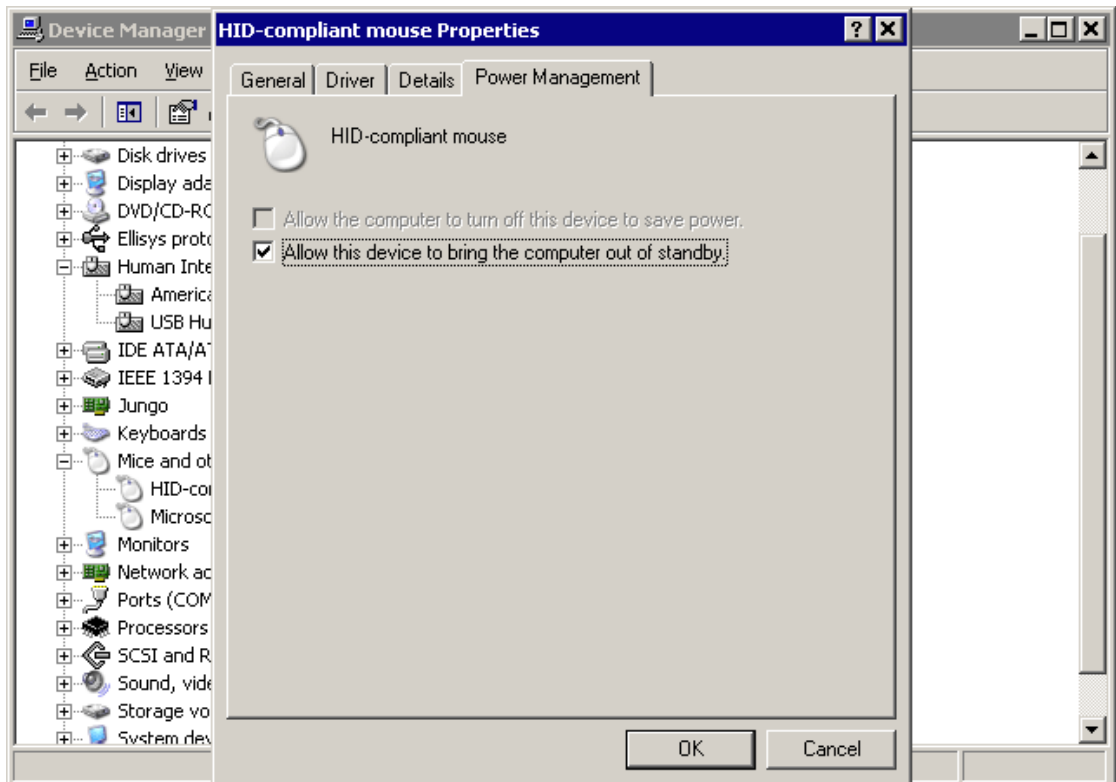 Device Manager
File Action View
Disk drives
Display ada
DVD/CD-RO
Ellisys proto
Human Inte
America
USB Hu
IDE ATA/AT
IEEE 1394
Jungo
Keyboards
Mice and ot
HID-co
Microso
Monitors
Network ad
Ports (COM
Processors
SCSI and R
Sound, vide
Storage vo
System dev
HID-compliant mouse Properties
General Driver Details Power Management
HID-compliant mouse
Allow the computer to turn off this device to save power.
Allow this device to bring the computer out of standby.
OK Cancel